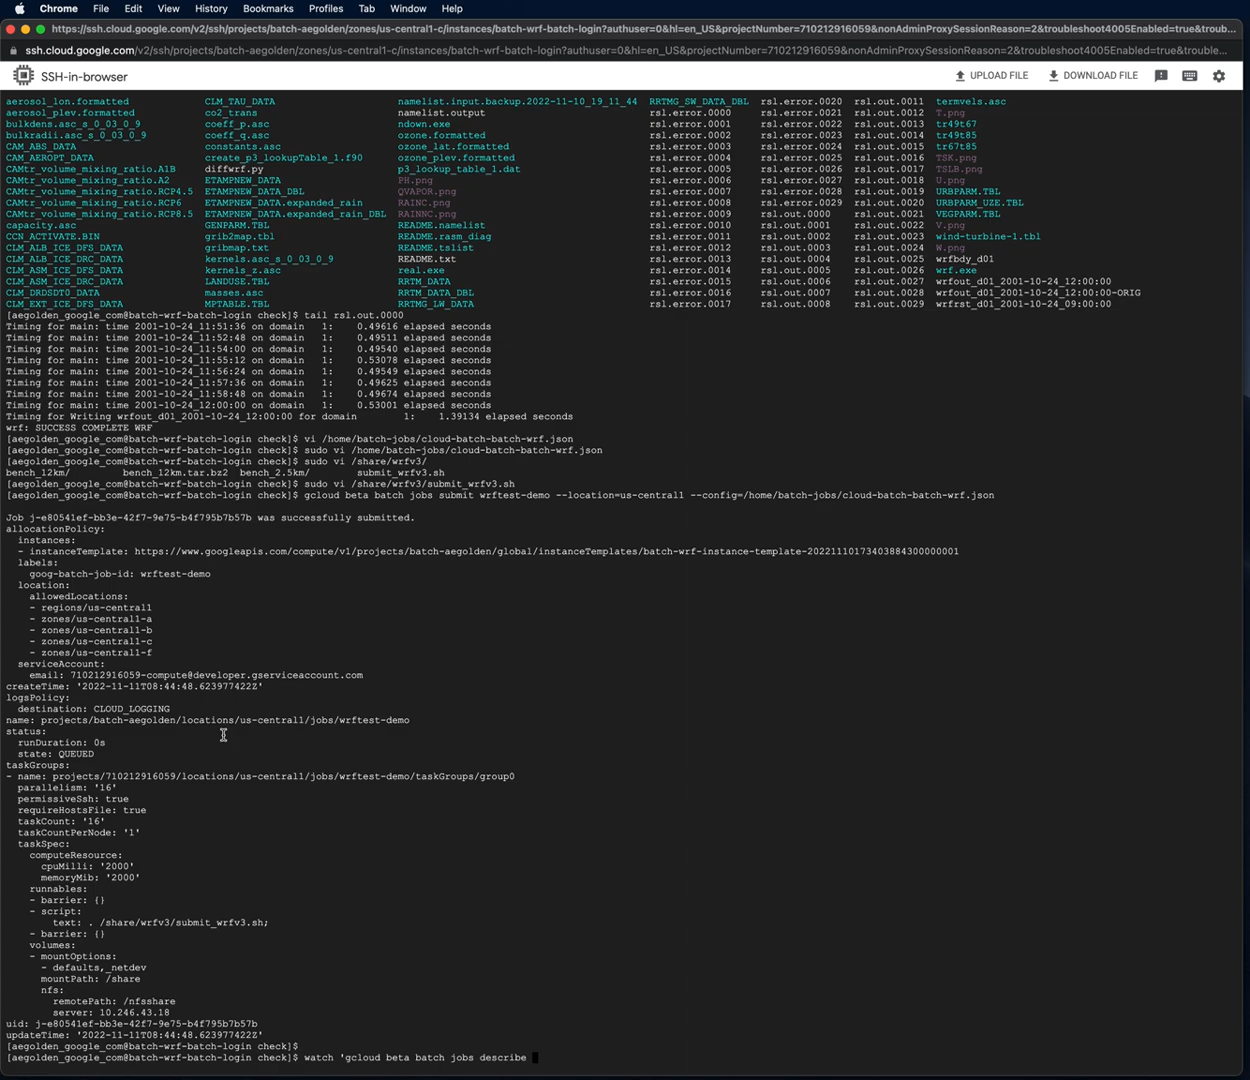 Chrome File Edit View History Bookmarks Profiles Tab Window Help
https://ssh.cloud.google.com/v2/ssh/projects/batch-aegolden/zones/us-central1-c/instances/batch-wrf-batch-login?authuser=0&hl=en_US&projectNumber=710212916059&nonAdminProxySessionReason=2&troubleshoot4005Enabled=true&troub...
ssh.cloud.google.com/v2/ssh/projects/batch-aegolden/zones/us-central1-c/instances/batch-wrf-batch-login?authuser=0&hl=en_US&projectNumber=710212916059&nonAdminProxySessionReason=2&troubleshoot4005Enabled=true&trouble...
SSH-in-browser UPLOAD FILE DOWNLOAD FILE
aerosol_lon.formatted CLM_TAU_DATA namelist.input.backup.2022-11-10_19_11_44 RRTMG_SW_DATA_DBL rsl.error.0020 rsl.out.0011 termvels.asc
aerosol_plev.formatted co2_trans namelist.output rsl.error.0000 rsl.error.0021 rsl.out.0012 T.png
bulkdens.asc_s_0_03_0_9 coeff_p.asc ndown.exe rsl.error.0001 rsl.error.0022 rsl.out.0013 tr49t67
bulkradii.asc_s_0_03_0_9 coeff_q.asc ozone.formatted rsl.error.0002 rsl.error.0023 rsl.out.0014 tr49t85
CAM_ABS_DATA constants.asc ozone_lat.formatted rsl.error.0003 rsl.error.0024 rsl.out.0015 tr67t85
CAM_AEROPT_DATA create_p3_lookupTable_1.f90 ozone_plev.formatted rsl.error.0004 rsl.error.0025 rsl.out.0016 TSK.png
CAMtr_volume_mixing_ratio.A1B diffwrf.py p3_lookup_table_1.dat rsl.error.0005 rsl.error.0026 rsl.out.0017 TSLB.png
CAMtr_volume_mixing_ratio.A2 ETAMPNEW_DATA PH.png rsl.error.0006 rsl.error.0027 rsl.out.0018 U.png
CAMtr_volume_mixing_ratio.RCP4.5 ETAMPNEW_DATA_DBL QVAPOR.png rsl.error.0007 rsl.error.0028 rsl.out.0019 URBPARM.TBL
CAMtr_volume_mixing_ratio.RCP6 ETAMPNEW_DATA.expanded_rain RAINC.png rsl.error.0008 rsl.error.0029 rsl.out.0020 URBPARM_UZE.TBL
CAMtr_volume_mixing_ratio.RCP8.5 ETAMPNEW_DATA.expanded_rain_DBL RAINNC.png rsl.error.0009 rsl.out.0000 rsl.out.0021 VEGPARM.TBL
capacity.asc GENPARM.TBL README.namelist rsl.error.0010 rsl.out.0001 rsl.out.0022 V.png
CCN_ACTIVATE.BIN grib2map.tbl README.rasm_diag rsl.error.0011 rsl.out.0002 rsl.out.0023 wind-turbine-1.tbl
CLM_ALB_ICE_DFS_DATA gribmap.txt README.tslist rsl.error.0012 rsl.out.0003 rsl.out.0024 W.png
CLM_ALB_ICE_DRC_DATA kernels.asc_s_0_03_0_9 README.txt rsl.error.0013 rsl.out.0004 rsl.out.0025 wrfbdy_d01
CLM_ASM_ICE_DFS_DATA kernels_z.asc real.exe rsl.error.0014 rsl.out.0005 rsl.out.0026 wrf.exe
CLM_ASM_ICE_DRC_DATA LANDUSE.TBL RRTM_DATA rsl.error.0015 rsl.out.0006 rsl.out.0027 wrfout_d01_2001-10-24_12:00:00
CLM_DRDSDT0_DATA masses.asc RRTM_DATA_DBL rsl.error.0016 rsl.out.0007 rsl.out.0028 wrfout_d01_2001-10-24_12:00:00-ORIG
CLM_EXT_ICE_DFS_DATA MPTABLE.TBL RRTMG_LW_DATA rsl.error.0017 rsl.out.0008 rsl.out.0029 wrfrst_d01_2001-10-24_09:00:00
[aegolden_google_com@batch-wrf-batch-login check]$ tail rsl.out.0000
Timing for main: time 2001-10-24_11:51:36 on domain 1: 0.49616 elapsed seconds
Timing for main: time 2001-10-24_11:52:48 on domain 1: 0.49511 elapsed seconds
Timing for main: time 2001-10-24_11:54:00 on domain 1: 0.49540 elapsed seconds
Timing for main: time 2001-10-24_11:55:12 on domain 1: 0.53078 elapsed seconds
Timing for main: time 2001-10-24_11:56:24 on domain 1: 0.49549 elapsed seconds
Timing for main: time 2001-10-24_11:57:36 on domain 1: 0.49625 elapsed seconds
Timing for main: time 2001-10-24_11:58:48 on domain 1: 0.49674 elapsed seconds
Timing for main: time 2001-10-24_12:00:00 on domain 1: 0.53001 elapsed seconds
Timing for Writing wrfout_d01_2001-10-24_12:00:00 for domain 1: 1.39134 elapsed seconds
wrf: SUCCESS COMPLETE WRF
[aegolden_google_com@batch-wrf-batch-login check]$ vi /home/batch-jobs/cloud-batch-batch-wrf.json
[aegolden_google_com@batch-wrf-batch-login check]$ sudo vi /home/batch-jobs/cloud-batch-batch-wrf.json
[aegolden_google_com@batch-wrf-batch-login check]$ sudo vi /share/wrfv3/
bench_12km/ bench_12km.tar.bz2 bench_2.5km/ submit_wrfv3.sh
[aegolden_google_com@batch-wrf-batch-login check]$ sudo vi /share/wrfv3/submit_wrfv3.sh
[aegolden_google_com@batch-wrf-batch-login check]$ gcloud beta batch jobs submit wrftest-demo --location=us-central1 --config=/home/batch-jobs/cloud-batch-batch-wrf.json
Job j-e80541ef-bb3e-42f7-9e75-b4f795b7b57b was successfully submitted.
allocationPolicy:
instances:
- instanceTemplate: https://www.googleapis.com/compute/v1/projects/batch-aegolden/global/instanceTemplates/batch-wrf-instance-template-20221110173403884300000001
labels:
goog-batch-job-id: wrftest-demo
location:
allowedLocations:
- regions/us-central1
- zones/us-central1-a
- zones/us-central1-b
- zones/us-central1-c
- zones/us-central1-f
serviceAccount:
email: 710212916059-compute@developer.gserviceaccount.com
createTime: '2022-11-11T08:44:48.623977422Z'
logsPolicy:
destination: CLOUD_LOGGING
name: projects/batch-aegolden/locations/us-central1/jobs/wrftest-demo
status:
runDuration: 0s
state: QUEUED
taskGroups:
- name: projects/710212916059/locations/us-central1/jobs/wrftest-demo/taskGroups/group0
parallelism: '16'
permissiveSsh: true
requireHostsFile: true
taskCount: '16'
taskCountPerNode: '1'
taskSpec:
computeResource:
cpuMilli: '2000'
memoryMib: '2000'
runnables:
- barrier: {}
- script:
text: . /share/wrfv3/submit_wrfv3.sh;
- barrier: {}
volumes:
- mountOptions:
- defaults,_netdev
mountPath: /share
nfs:
remotePath: /nfsshare
server: 10.246.43.18
uid: j-e80541ef-bb3e-42f7-9e75-b4f795b7b57b
updateTime: '2022-11-11T08:44:48.623977422Z'
[aegolden_google_com@batch-wrf-batch-login check]$
[aegolden_google_com@batch-wrf-batch-login check]$ watch 'gcloud beta batch jobs describe